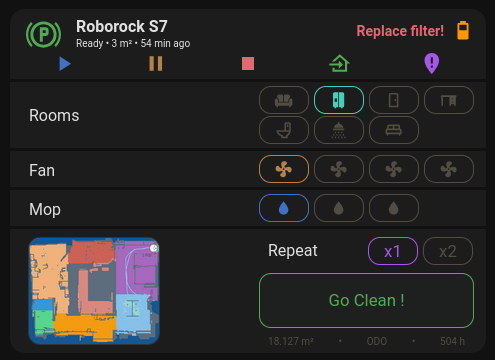 Roborock S7
Ready • 3 m² • 54 min ago
Replace filter!
Rooms
Fan
Mop
Repeat
x1
x2
Go Clean !
18.127 m² • ODO • 504 h